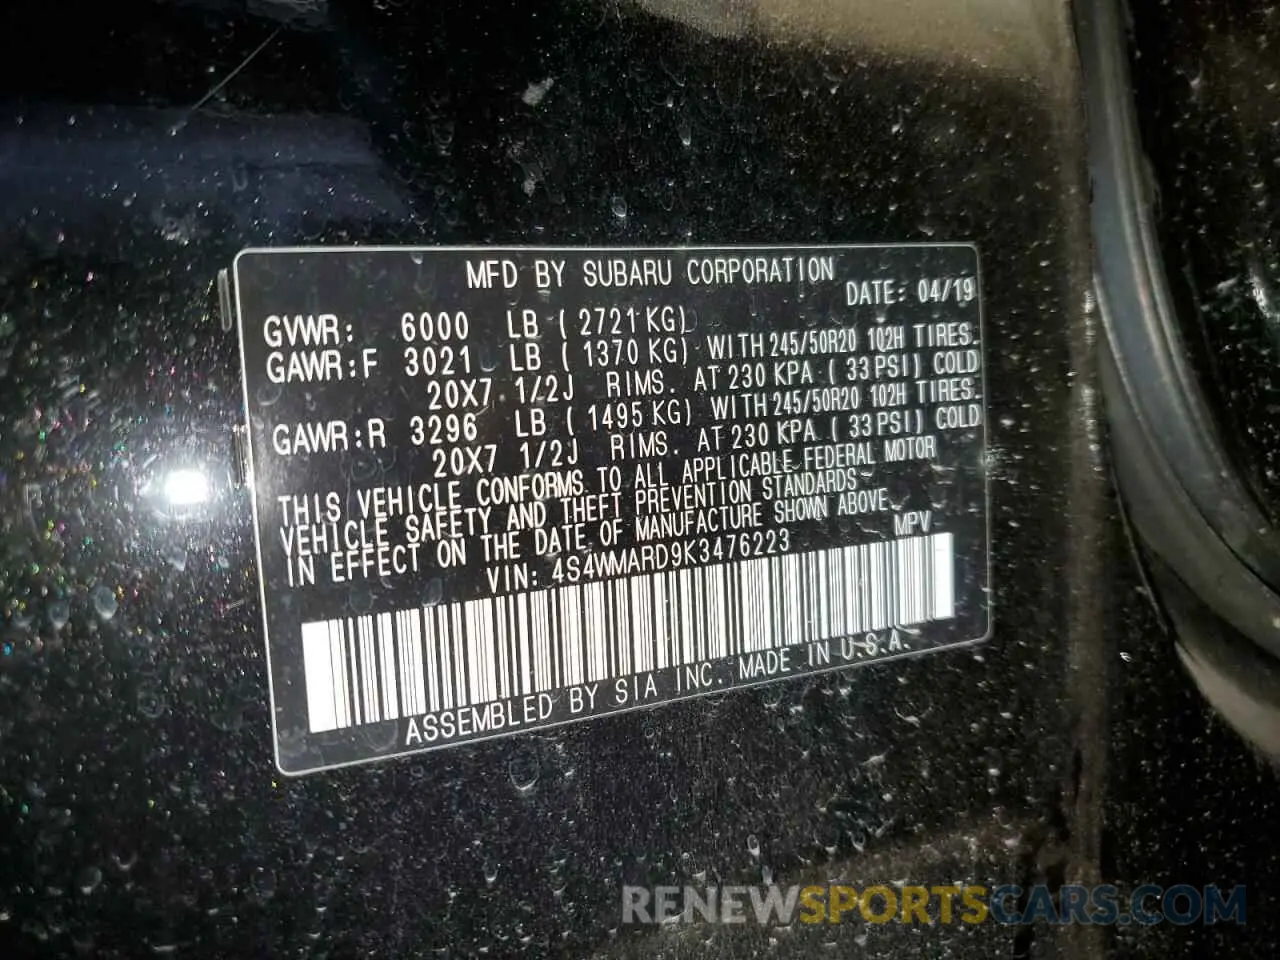 MFD BY SUBARU CORPORATION
DATE: 04/19
GVWR: 6000 LB ( 2721 KG)
GAWR:F 3021 LB ( 1370 KG) WITH 245/50R20 102H TIRES.
20X7 1/2J RIMS. AT 230 KPA ( 33 PSI) COLD
GAWR:R 3296 LB ( 1495 KG) WITH 245/50R20 102H TIRES.
20X7 1/2J RIMS. AT 230 KPA ( 33 PSI) COLD
THIS VEHICLE CONFORMS TO ALL APPLICABLE FEDERAL MOTOR
VEHICLE SAFETY AND THEFT PREVENTION STANDARDS
IN EFFECT ON THE DATE OF MANUFACTURE SHOWN ABOVE.
VIN: 4S4WMARD9K3476223 MPV
ASSEMBLED BY SIA INC. MADE IN U.S.A.
RENEWSPORTSCARS.COM